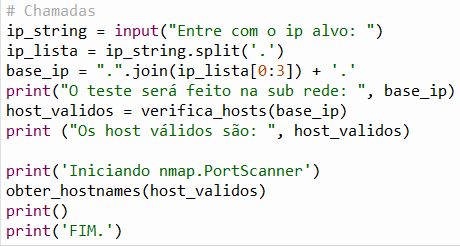 # Chamadas
ip_string = input("Entre com o ip alvo: ")
ip_lista = ip_string.split('.')
base_ip = ".".join(ip_lista[0:3]) + '.'
print("O teste será feito na sub rede: ", base_ip)
host_validos = verifica_hosts(base_ip)
print ("Os host válidos são: ", host_validos)

print('Iniciando nmap.PortScanner')
obter_hostnames(host_validos)
print()
print('FIM.')